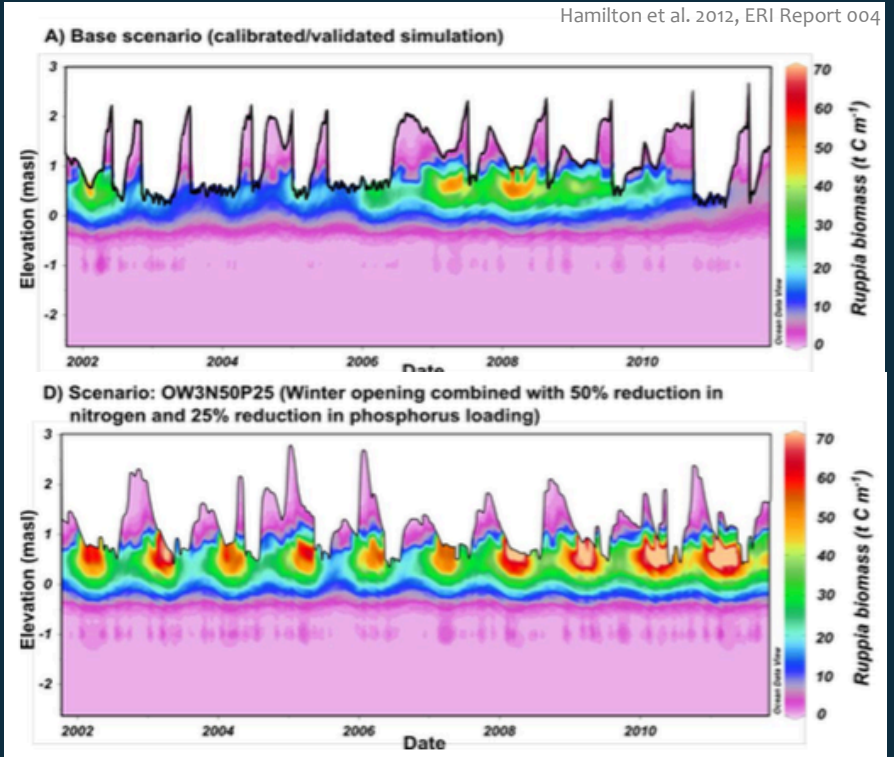 Hamilton et al. 2012, ERI Report 004
A) Base scenario (calibrated/validated simulation)
3
2
1
0
-1
-2
Elevation (masl)
2002 2004 2006 2008 2010
Date
70
60
50
40
30
20
10
0
Ruppia biomass (t C m⁻¹)
Ocean Data View
D) Scenario: OW3N50P25 (Winter opening combined with 50% reduction in
nitrogen and 25% reduction in phosphorus loading)
3
2
1
0
-1
-2
Elevation (masl)
2002 2004 2006 2008 2010
Date
70
60
50
40
30
20
10
0
Ruppia biomass (t C m⁻¹)
Ocean Data View